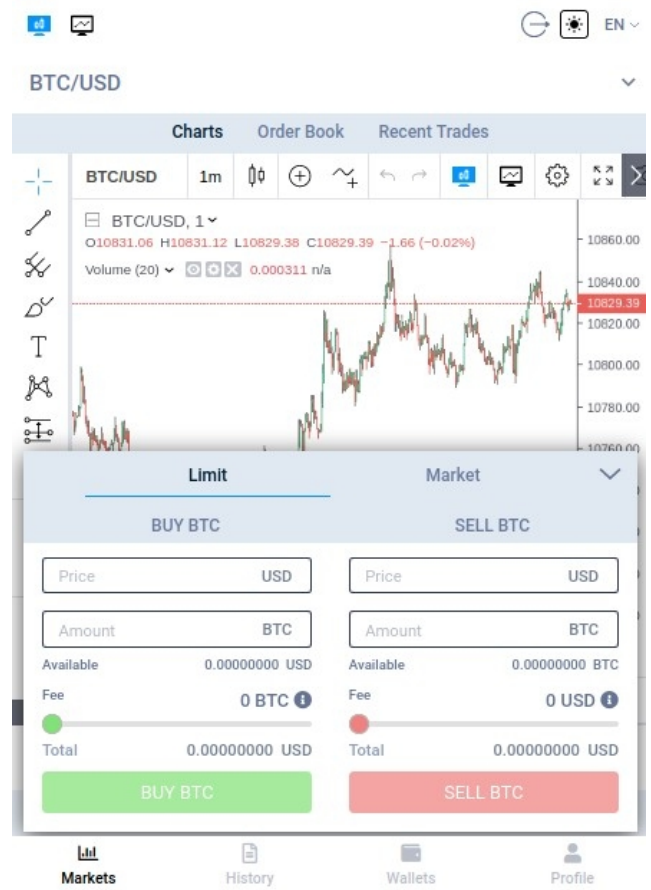 EN
BTC/USD
Charts Order Book Recent Trades
BTC/USD 1m
BTC/USD, 1
O10831.06 H10831.12 L10829.38 C10829.39 −1.66 (−0.02%)
Volume (20) 0.000311 n/a
10860.00
10840.00
10829.39
10820.00
10800.00
10780.00
10760.00
T
Limit Market
BUY BTC SELL BTC
Price USD Price USD
Amount BTC Amount BTC
Available 0.00000000 USD Available 0.00000000 BTC
Fee 0 BTC Fee 0 USD
Total 0.00000000 USD Total 0.00000000 USD
BUY BTC SELL BTC
Markets History Wallets Profile